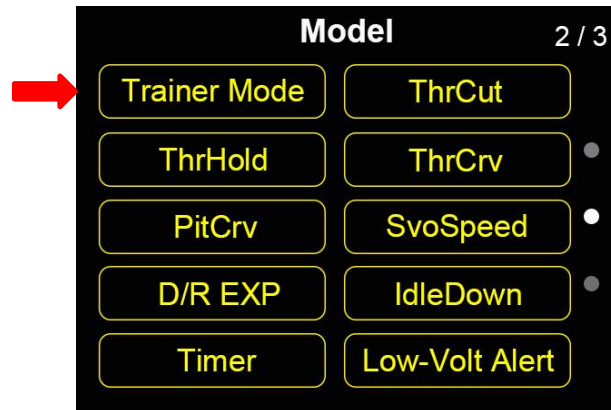 Model 2 / 3
Trainer Mode ThrCut
ThrHold ThrCrv
PitCrv SvoSpeed
D/R EXP IdleDown
Timer Low-Volt Alert